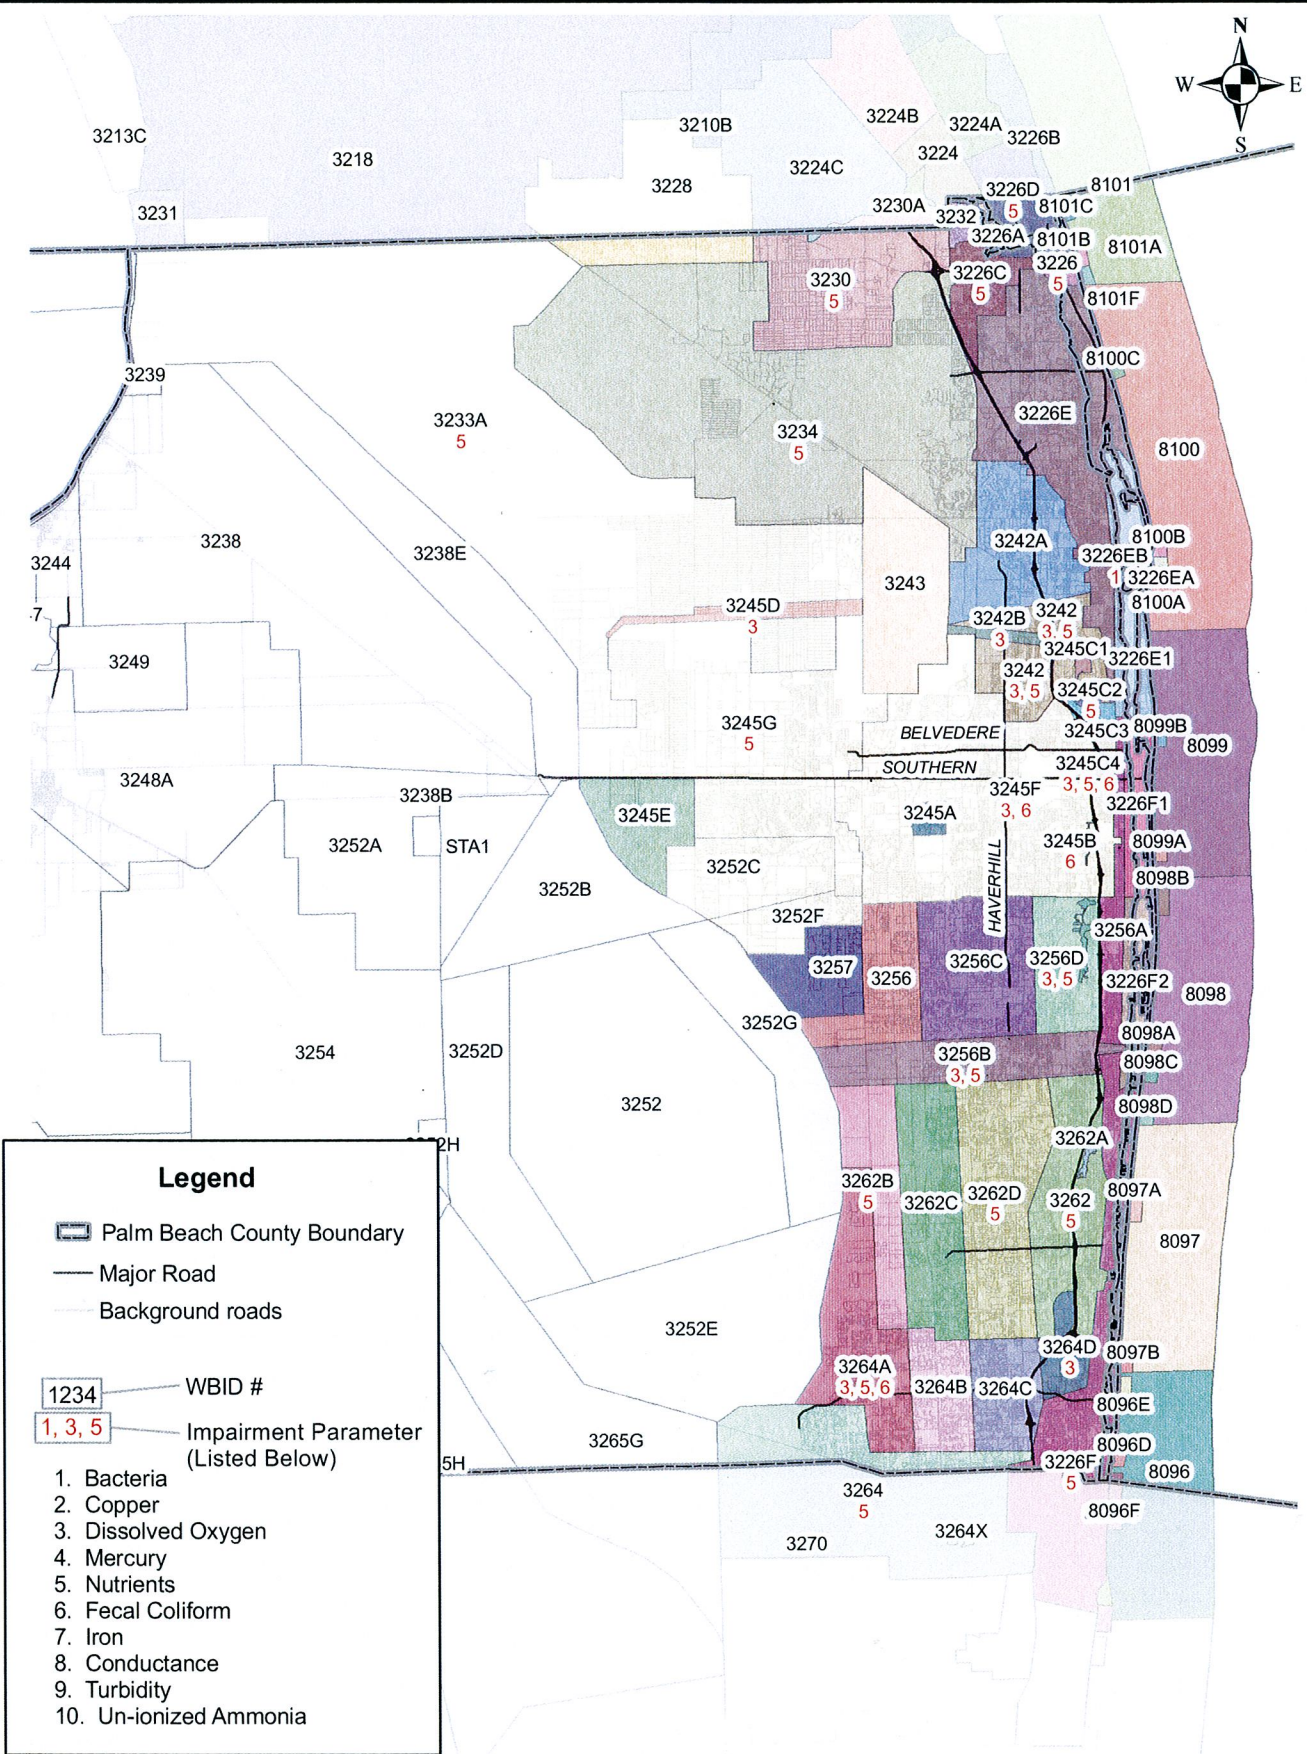 N
W
E
S
3213C
3218
3210B
3224B
3224A
3226B
3224
3224C
3228
3231
3226D
5
8101
8101C
3230A
3232
3226A
8101B
8101A
3226C
5
3226
5
8101F
3230
5
8100C
3239
3226E
3233A
5
3234
5
8100
3238
3238E
3242A
8100B
3226EB
1
3226EA
3244
3243
8100A
3245D
3
3242B
3
3242
3, 5
3245C1
3226E1
3249
3242
3, 5
3245C2
5
3245G
5
BELVEDERE
3245C3
8099B
8099
SOUTHERN
3245C4
3, 5, 6
3248A
3238B
3245F
3, 6
3226F1
3245E
3245A
3252A
STA1
3245B
6
8099A
3252C
8098B
3252B
HAVERHILL
3252F
3256A
3257
3256
3256C
3256D
3, 5
3226F2
8098
3252G
8098A
3254
3252D
3256B
3, 5
8098C
3252
8098D
3262A
2H
3262B
5
3262C
3262D
5
3262
5
8097A
8097
3252E
3264D
3
8097B
3264A
3, 5, 6
3264B
3264C
8096E
3265G
8096D
5H
3226F
5
8096
3264
5
8096F
3264X
3270
Legend
Palm Beach County Boundary
Major Road
Background roads
1234
WBID #
1, 3, 5
Impairment Parameter
(Listed Below)
1. Bacteria
2. Copper
3. Dissolved Oxygen
4. Mercury
5. Nutrients
6. Fecal Coliform
7. Iron
8. Conductance
9. Turbidity
10. Un-ionized Ammonia